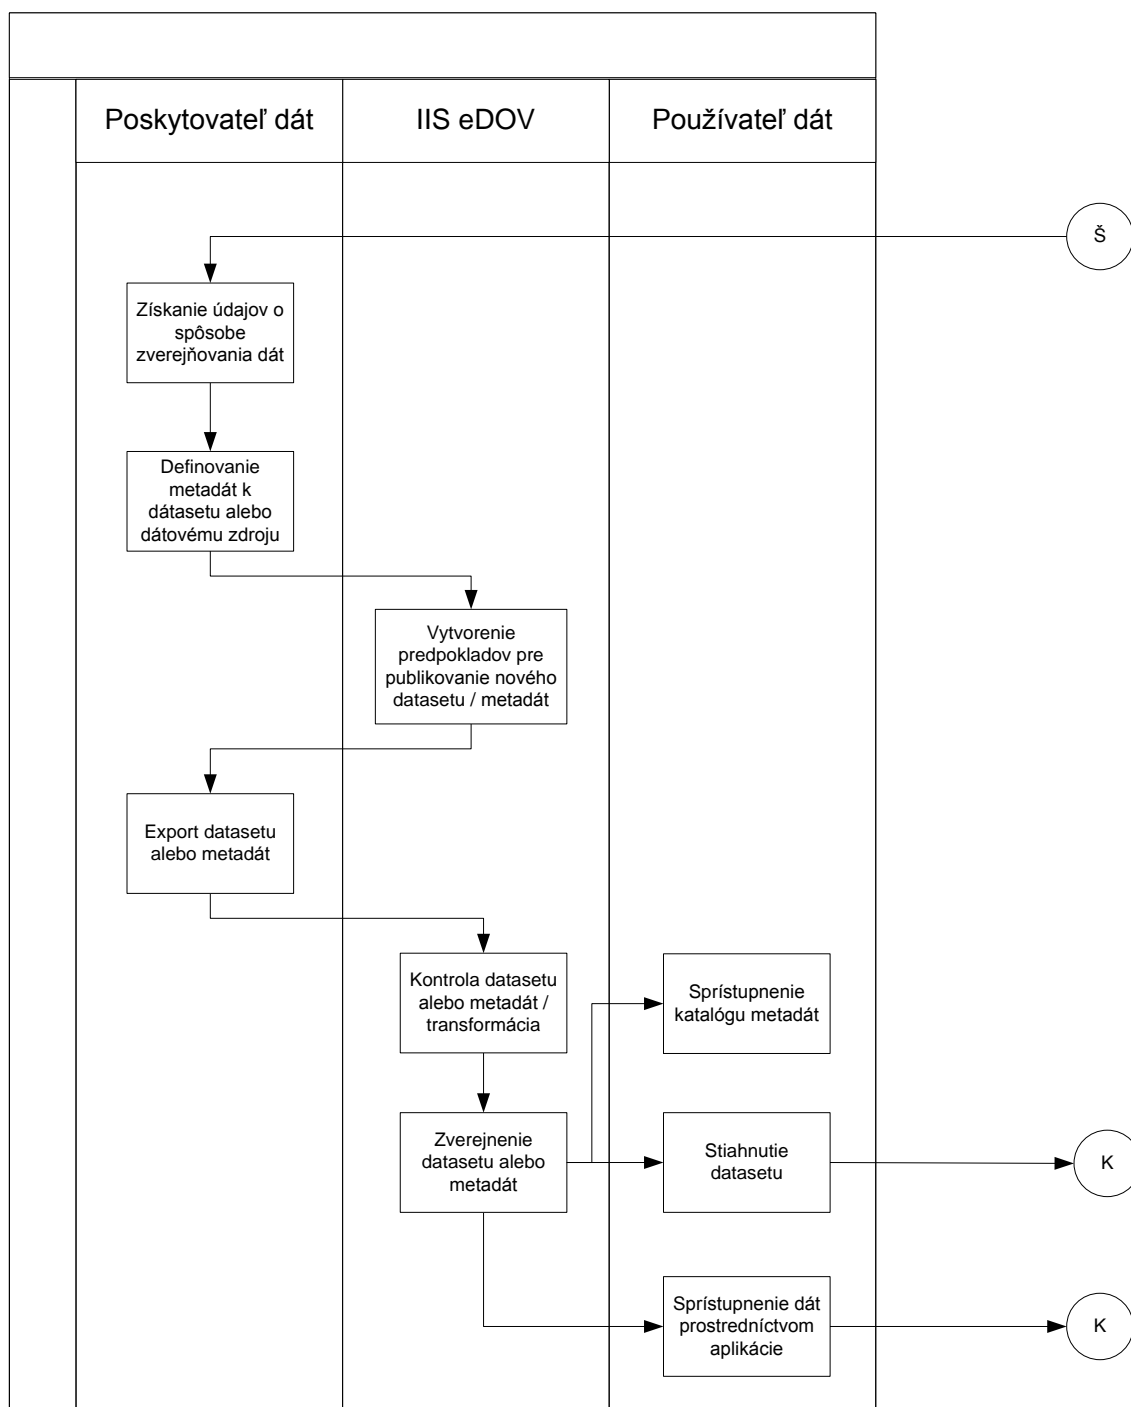 Poskytovateľ dát
IIS eDOV
Používateľ dát
Š
Získanie údajov o
spôsobe
zverejňovania dát
Definovanie
metadát k
dátasetu alebo
dátovému zdroju
Vytvorenie
predpokladov pre
publikovanie nového
datasetu / metadát
Export datasetu
alebo metadát
Kontrola datasetu
alebo metadát /
transformácia
Sprístupnenie
katalógu metadát
Zverejnenie
datasetu alebo
metadát
Stiahnutie
datasetu
K
Sprístupnenie dát
prostredníctvom
aplikácie
K